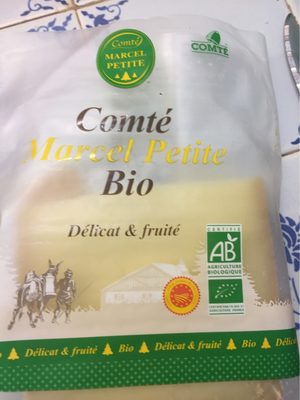 Comté
MARCEL
PETITE
COMTÉ
Comté
Marcel Petite
Bio
Délicat & fruité
CERTIFIÉ
AB
AGRICULTURE
BIOLOGIQUE
Délicat & fruité Bio Délicat & fruité Bio Délicat & fruité